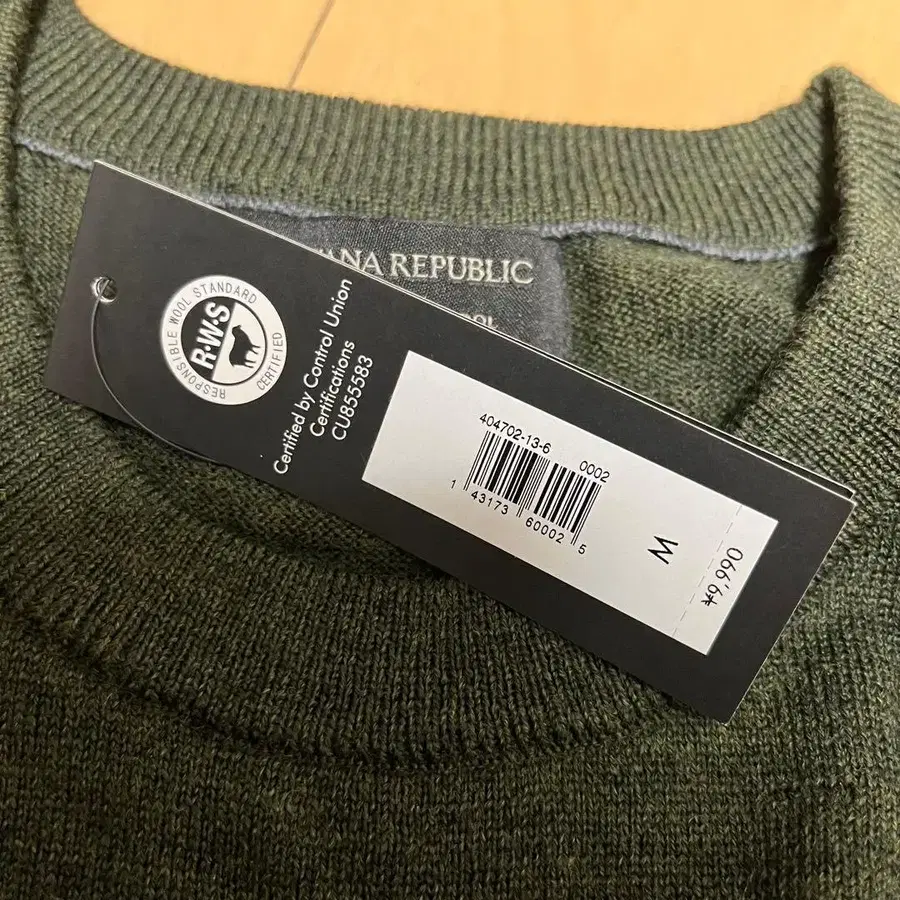 ANA REPUBLIC
RESPONSIBLE WOOL STANDARD
R·W·S
CERTIFIED
Certified by Control Union
Certifications
CU855583
404702-13-6
0002
1 43173 60002 5
M
¥9,990